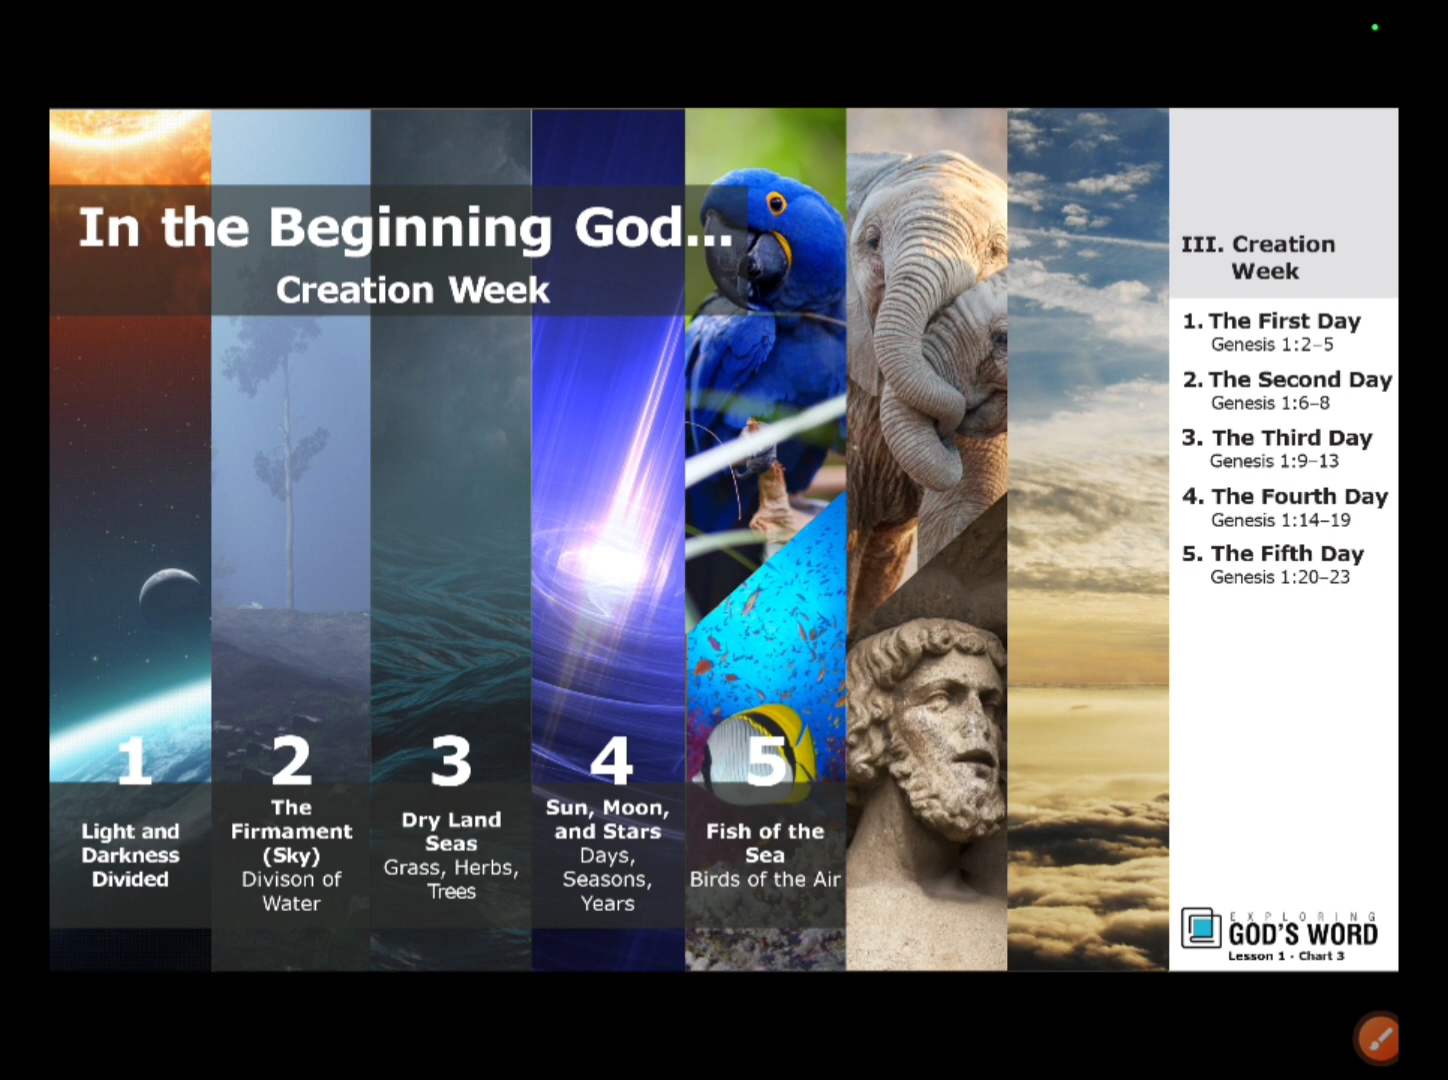 In the Beginning God...
Creation Week
1
Light and
Darkness
Divided
2
The
Firmament
(Sky)
Divison of
Water
3
Dry Land
Seas
Grass, Herbs,
Trees
4
Sun, Moon,
and Stars
Days,
Seasons,
Years
5
Fish of the
Sea
Birds of the Air
III. Creation
Week
1. The First Day
Genesis 1:2–5
2. The Second Day
Genesis 1:6–8
3. The Third Day
Genesis 1:9–13
4. The Fourth Day
Genesis 1:14–19
5. The Fifth Day
Genesis 1:20–23
EXPLORING
GOD'S WORD
Lesson 1 - Chart 3